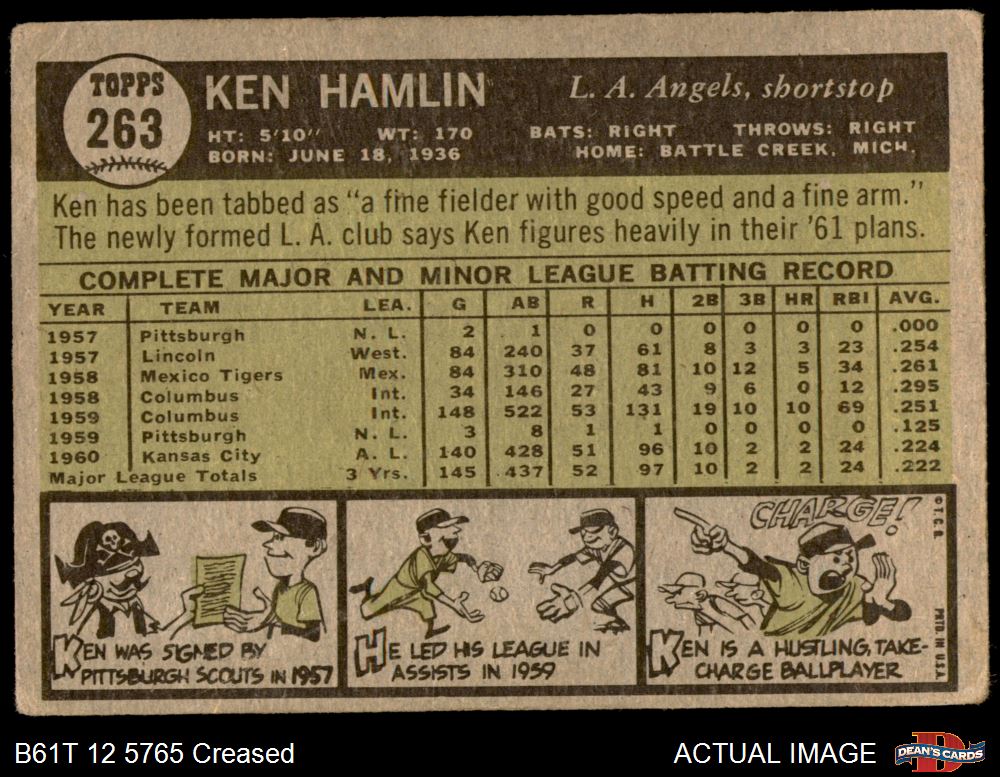 TOPPS
263
KEN HAMLIN
L. A. Angels, shortstop
HT: 5'10" WT: 170 BATS: RIGHT THROWS: RIGHT
BORN: JUNE 18, 1936 HOME: BATTLE CREEK, MICH.
Ken has been tabbed as "a fine fielder with good speed and a fine arm."
The newly formed L. A. club says Ken figures heavily in their '61 plans.
COMPLETE MAJOR AND MINOR LEAGUE BATTING RECORD
YEAR TEAM LEA. G AB R H 2B 3B HR RBI AVG.
1957 Pittsburgh N. L. 2 1 0 0 0 0 0 0 .000
1957 Lincoln West. 84 240 37 61 8 3 3 23 .254
1958 Mexico Tigers Mex. 84 310 48 81 10 12 5 34 .261
1958 Columbus Int. 34 146 27 43 9 6 0 12 .295
1959 Columbus Int. 148 522 53 131 19 10 10 69 .251
1959 Pittsburgh N. L. 3 8 1 1 0 0 0 0 .125
1960 Kansas City A. L. 140 428 51 96 10 2 2 24 .224
Major League Totals 3 Yrs. 145 437 52 97 10 2 2 24 .222
KEN WAS SIGNED BY
PITTSBURGH SCOUTS IN 1957
HE LED HIS LEAGUE IN
ASSISTS IN 1959
CHARGE!
KEN IS A HUSTLING, TAKE-
CHARGE BALLPLAYER
© T.C.G.
PRTD. IN U.S.A.
B61T 12 5765 Creased
ACTUAL IMAGE
DEAN'S CARDS